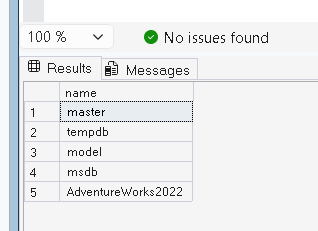 100 % No issues found
Results Messages
name
1 master
2 tempdb
3 model
4 msdb
5 AdventureWorks2022